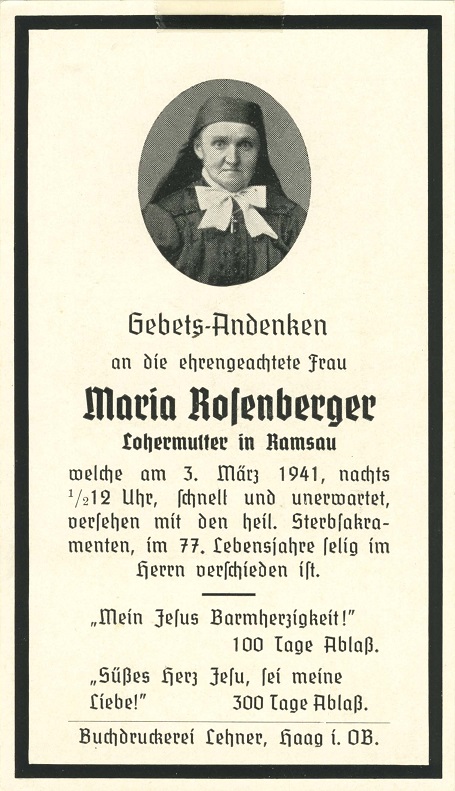 Gebets-Andenken
an die ehrengeachtete Frau
Maria Rosenberger
Lohermutter in Ramsau
welche am 3. März 1941, nachts
1/212 Uhr, schnell und unerwartet,
versehen mit den heil. Sterbsakra-
menten, im 77. Lebensjahre selig im
Herrn verschieden ist.
„Mein Jesus Barmherzigkeit!"
100 Tage Ablaß.
„Süßes Herz Jesu, sei meine
Liebe!" 300 Tage Ablaß.
Buchdruckerei Lehner, Haag i. OB.